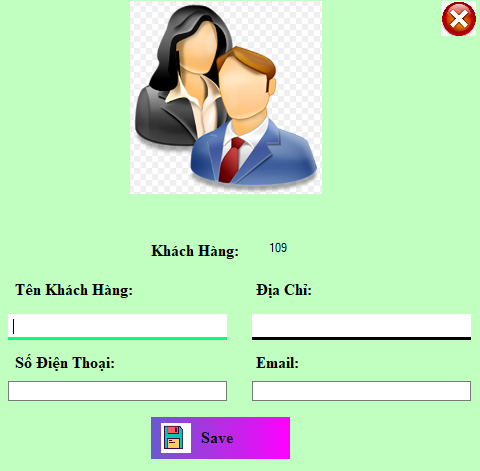 Khách Hàng: 109
Tên Khách Hàng: Địa Chỉ:
Số Điện Thoại: Email:
Save